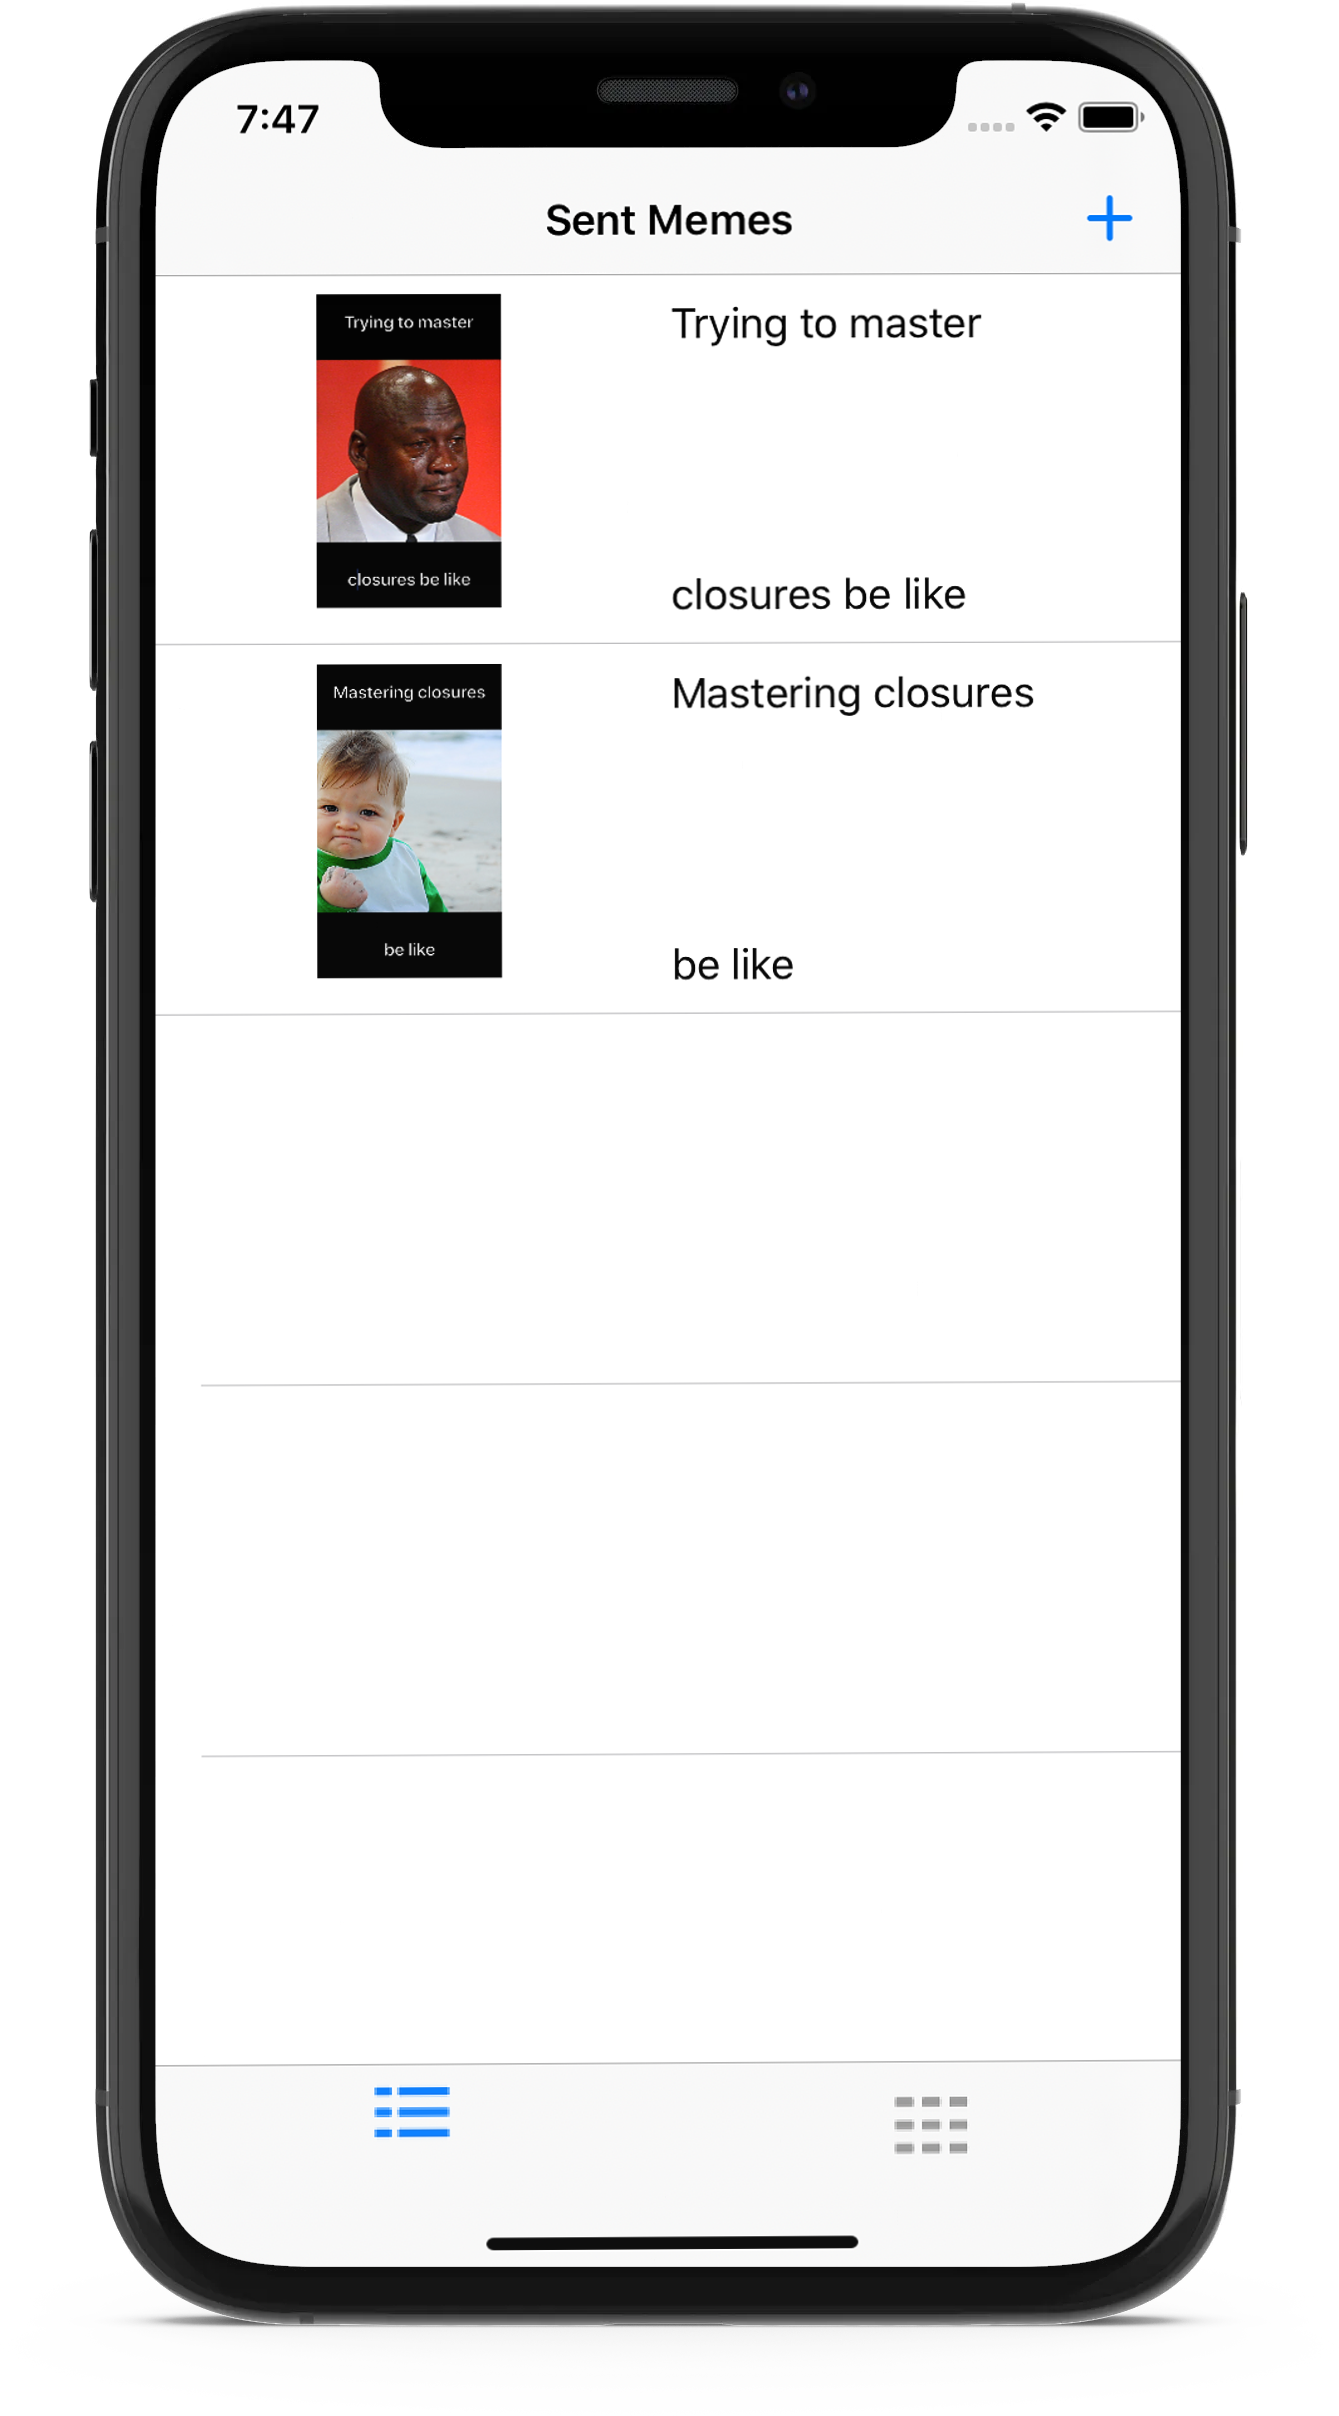 7:47
Sent Memes
Trying to master
closures be like
Trying to master
closures be like
Mastering closures
be like
Mastering closures
be like